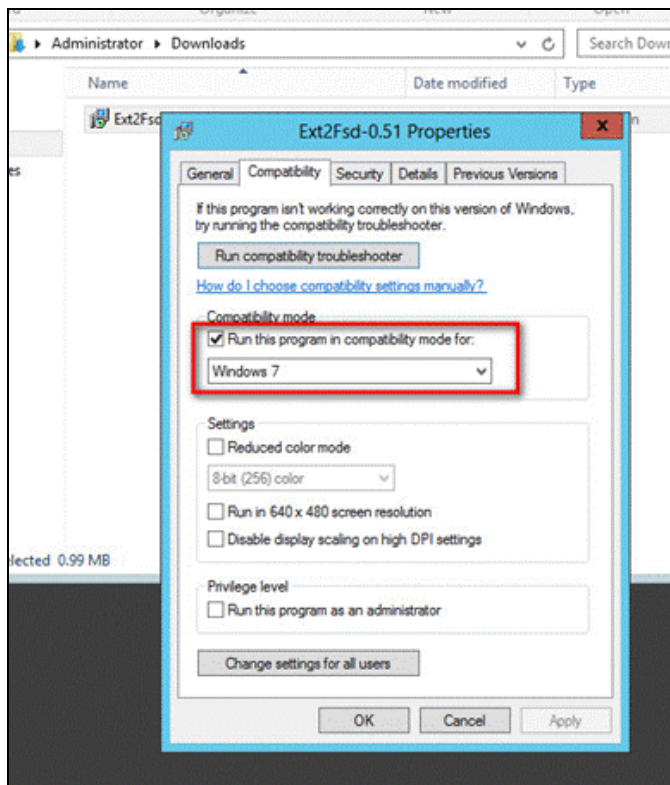 Organize New Open
Administrator Downloads
Search Dow
Name Date modified Type
Ext2Fsd
Ext2Fsd-0.51 Properties
x
General Compatibility Security Details Previous Versions
If this program isn't working correctly on this version of Windows,
try running the compatibility troubleshooter.
Run compatibility troubleshooter
How do I choose compatibility settings manually?
Compatibility mode
Run this program in compatibility mode for:
Windows 7
Settings
Reduced color mode
8-bit (256) color
Run in 640 x 480 screen resolution
Disable display scaling on high DPI settings
elected 0.99 MB
Privilege level
Run this program as an administrator
Change settings for all users
OK Cancel Apply